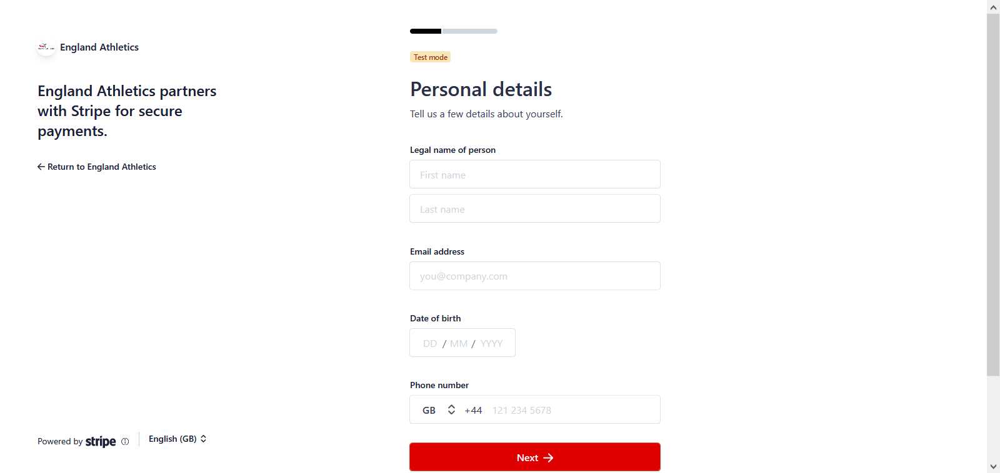 England Athletics
England Athletics partners
with Stripe for secure
payments.
Return to England Athletics
Powered by stripe
English (GB)
Test mode
Personal details
Tell us a few details about yourself.
Legal name of person
First name
Last name
Email address
you@company.com
Date of birth
DD / MM / YYYY
Phone number
GB +44 121 234 5678
Next